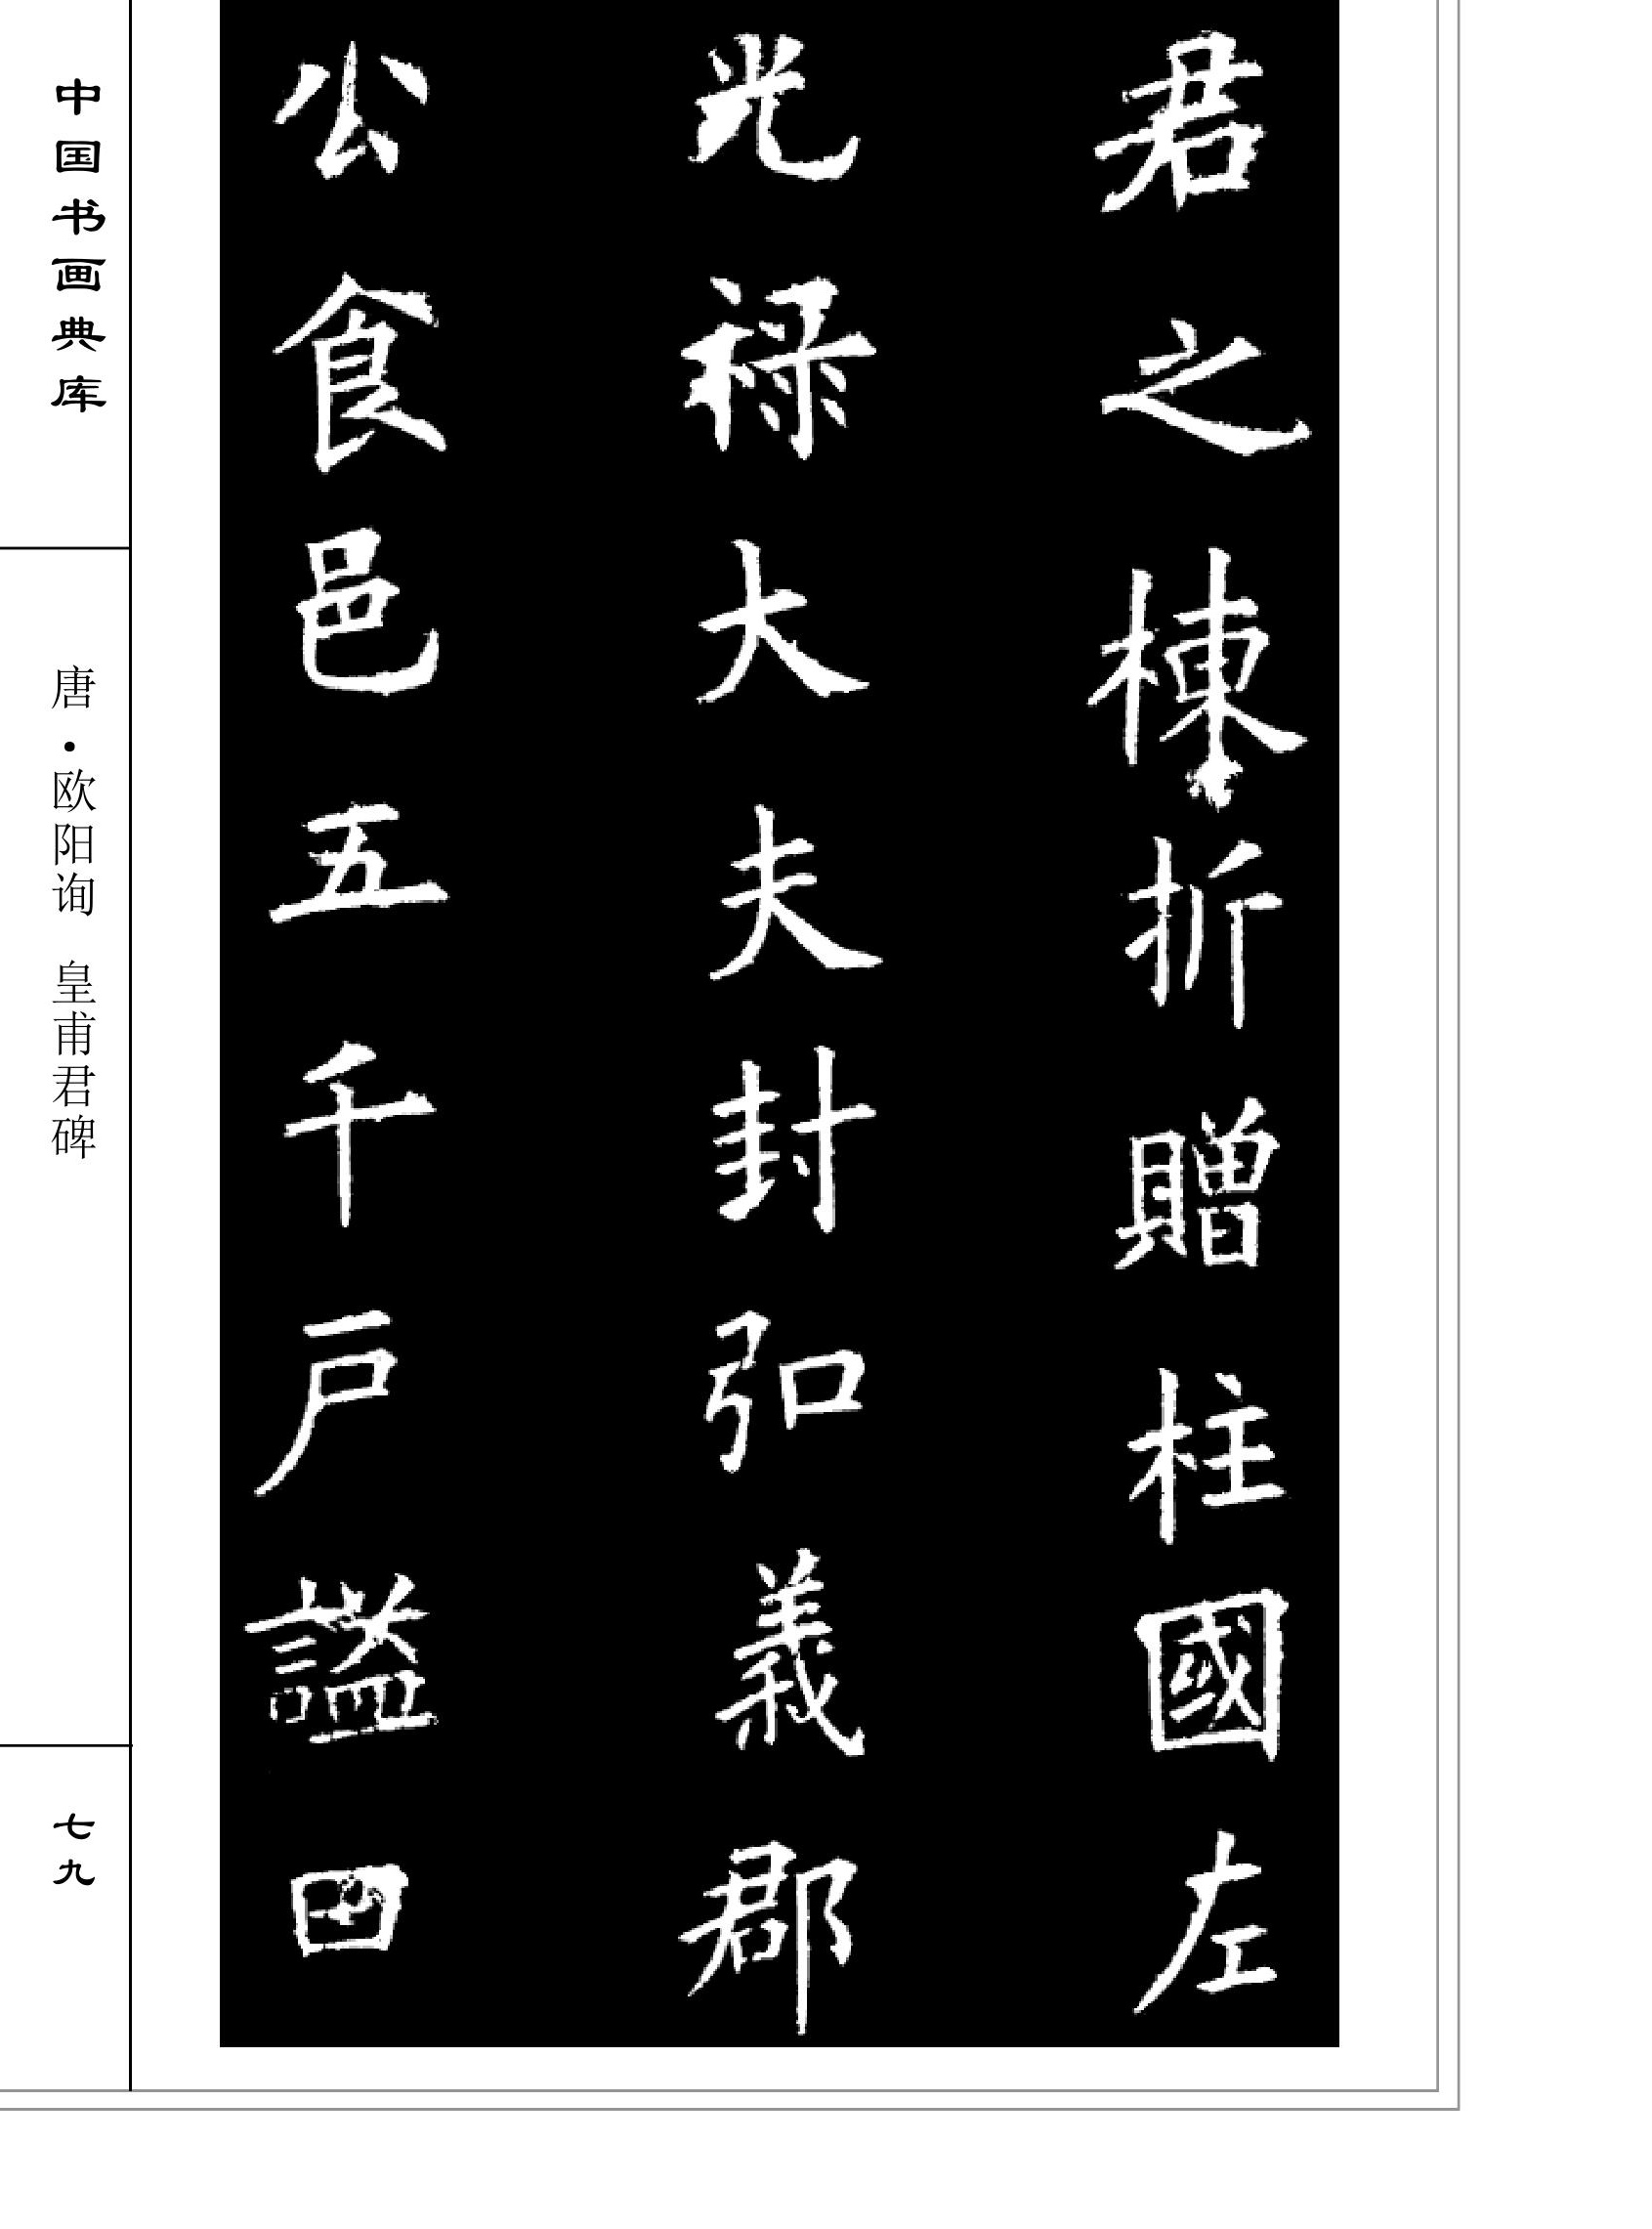 君之棟折贈柱國左
光禄大夫封弘義郡
公食邑五千戸謚曰
中国书画典库
唐·欧阳询 皇甫君碑
七九